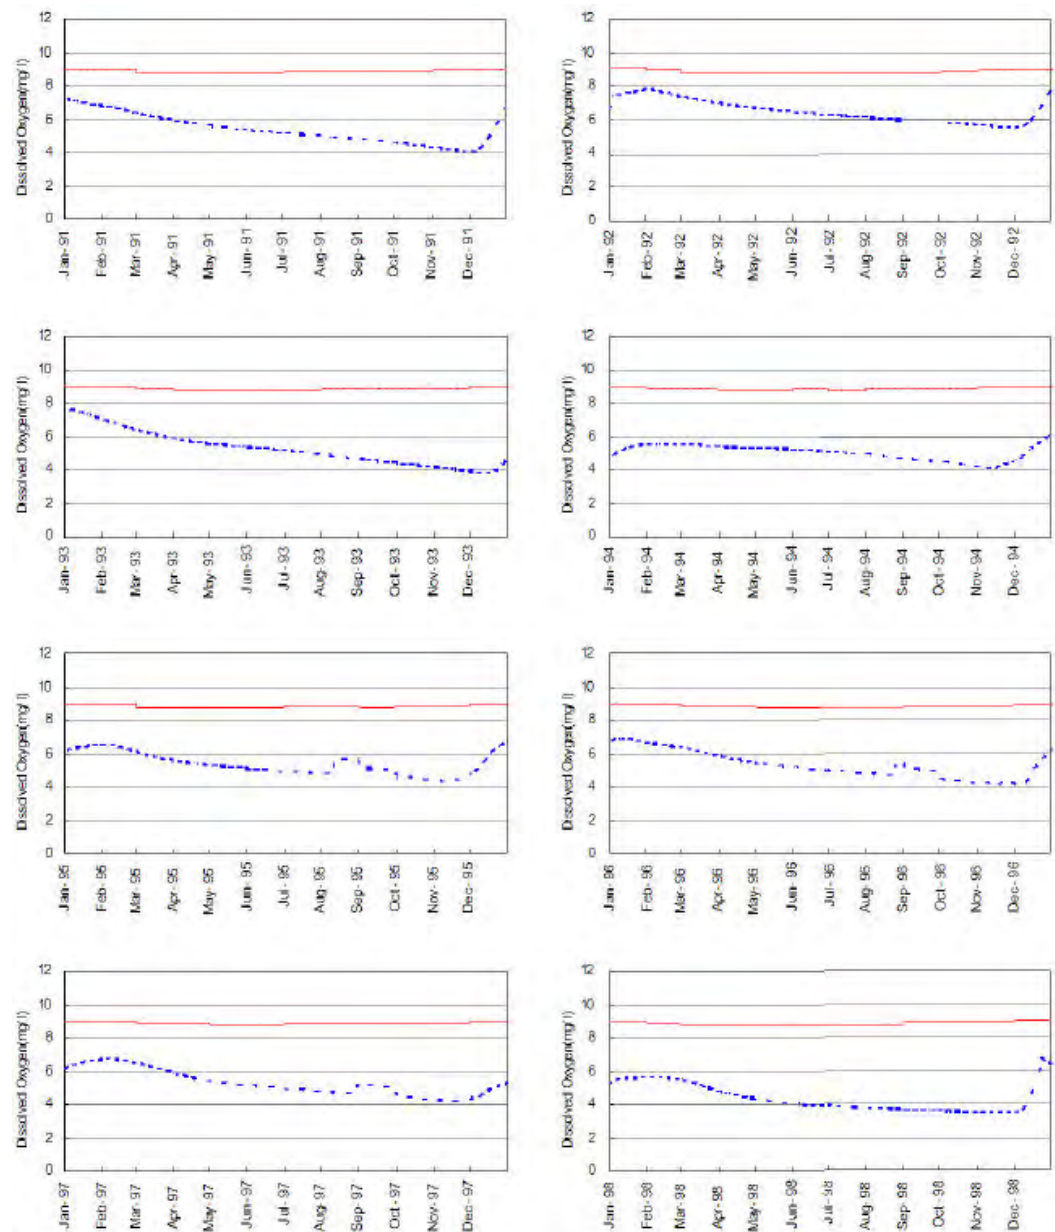 12
10
8
6
4
2
0
Dissolved Oxygen(mg/l)
Jan-91
Feb-91
Mar-91
Apr-91
May-91
Jun-91
Jul-91
Aug-91
Sep-91
Oct-91
Nov-91
Dec-91
12
10
8
6
4
2
0
Dissolved Oxygen(mg/l)
Jan-92
Feb-92
Mar-92
Apr-92
May-92
Jun-92
Jul-92
Aug-92
Sep-92
Oct-92
Nov-92
Dec-92
12
10
8
6
4
2
0
Dissolved Oxygen(mg/l)
Jan-93
Feb-93
Mar-93
Apr-93
May-93
Jun-93
Jul-93
Aug-93
Sep-93
Oct-93
Nov-93
Dec-93
12
10
8
6
4
2
0
Dissolved Oxygen(mg/l)
Jan-94
Feb-94
Mar-94
Apr-94
May-94
Jun-94
Jul-94
Aug-94
Sep-94
Oct-94
Nov-94
Dec-94
12
10
8
6
4
2
0
Dissolved Oxygen(mg/l)
Jan-95
Feb-95
Mar-95
Apr-95
May-95
Jun-95
Jul-95
Aug-95
Sep-95
Oct-95
Nov-95
Dec-95
12
10
8
6
4
2
0
Dissolved Oxygen(mg/l)
Jan-96
Feb-96
Mar-96
Apr-96
May-96
Jun-96
Jul-96
Aug-96
Sep-96
Oct-96
Nov-96
Dec-96
12
10
8
6
4
2
0
Dissolved Oxygen(mg/l)
Jan-97
Feb-97
Mar-97
Apr-97
May-97
Jun-97
Jul-97
Aug-97
Sep-97
Oct-97
Nov-97
Dec-97
12
10
8
6
4
2
0
Dissolved Oxygen(mg/l)
Jan-98
Feb-98
Mar-98
Apr-98
May-98
Jun-98
Jul-98
Aug-98
Sep-98
Oct-98
Nov-98
Dec-98